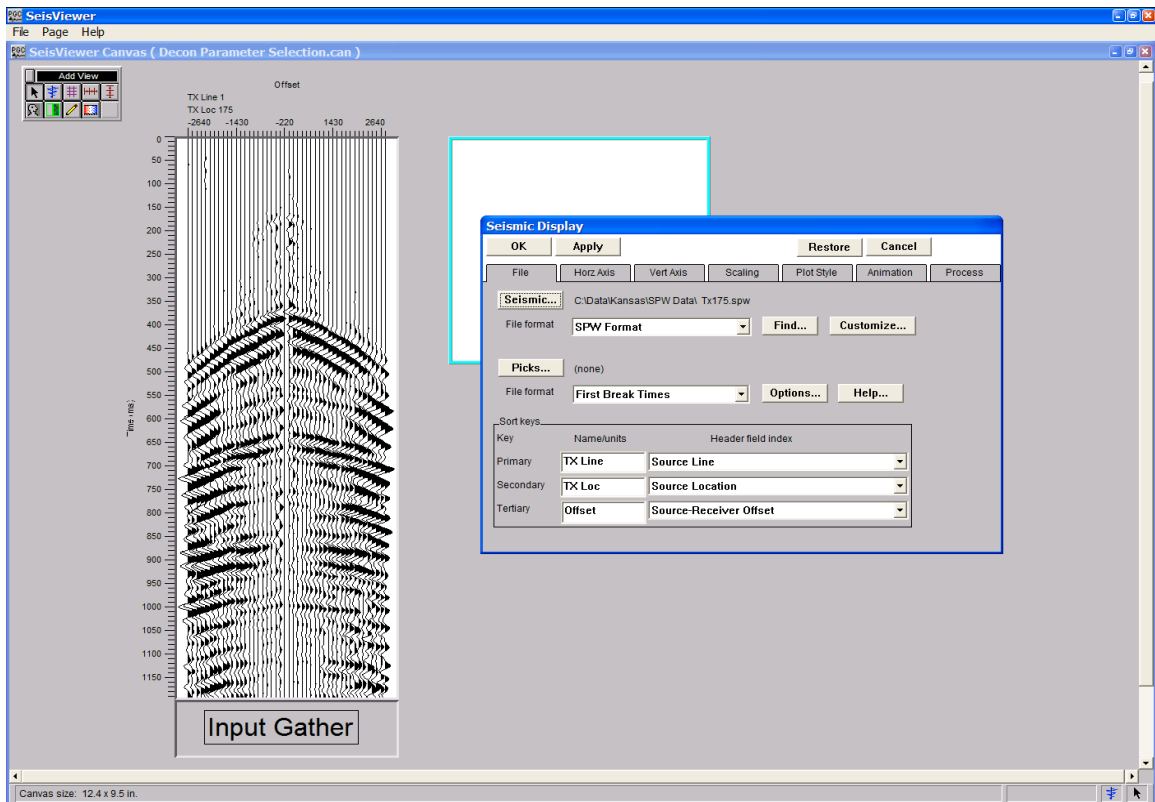 SeisViewer
File Page Help
SeisViewer Canvas ( Decon Parameter Selection.can )
Add View
Offset
TX Line 1
TX Loc 175
-2640 -1430 -220 1430 2640
0
50
100
150
200
250
300
350
400
450
500
550
600
650
700
750
800
850
900
950
1000
1050
1100
1150
Time (ms)
Input Gather
Seismic Display
OK Apply Restore Cancel
File Horz Axis Vert Axis Scaling Plot Style Animation Process
Seismic... C:\Data\Kansas\SPW Data\ Tx175.spw
File format SPW Format Find... Customize...
Picks... (none)
File format First Break Times Options... Help...
Sort keys
Key Name/units Header field index
Primary TX Line Source Line
Secondary TX Loc Source Location
Tertiary Offset Source-Receiver Offset
Canvas size: 12.4 x 9.5 in.